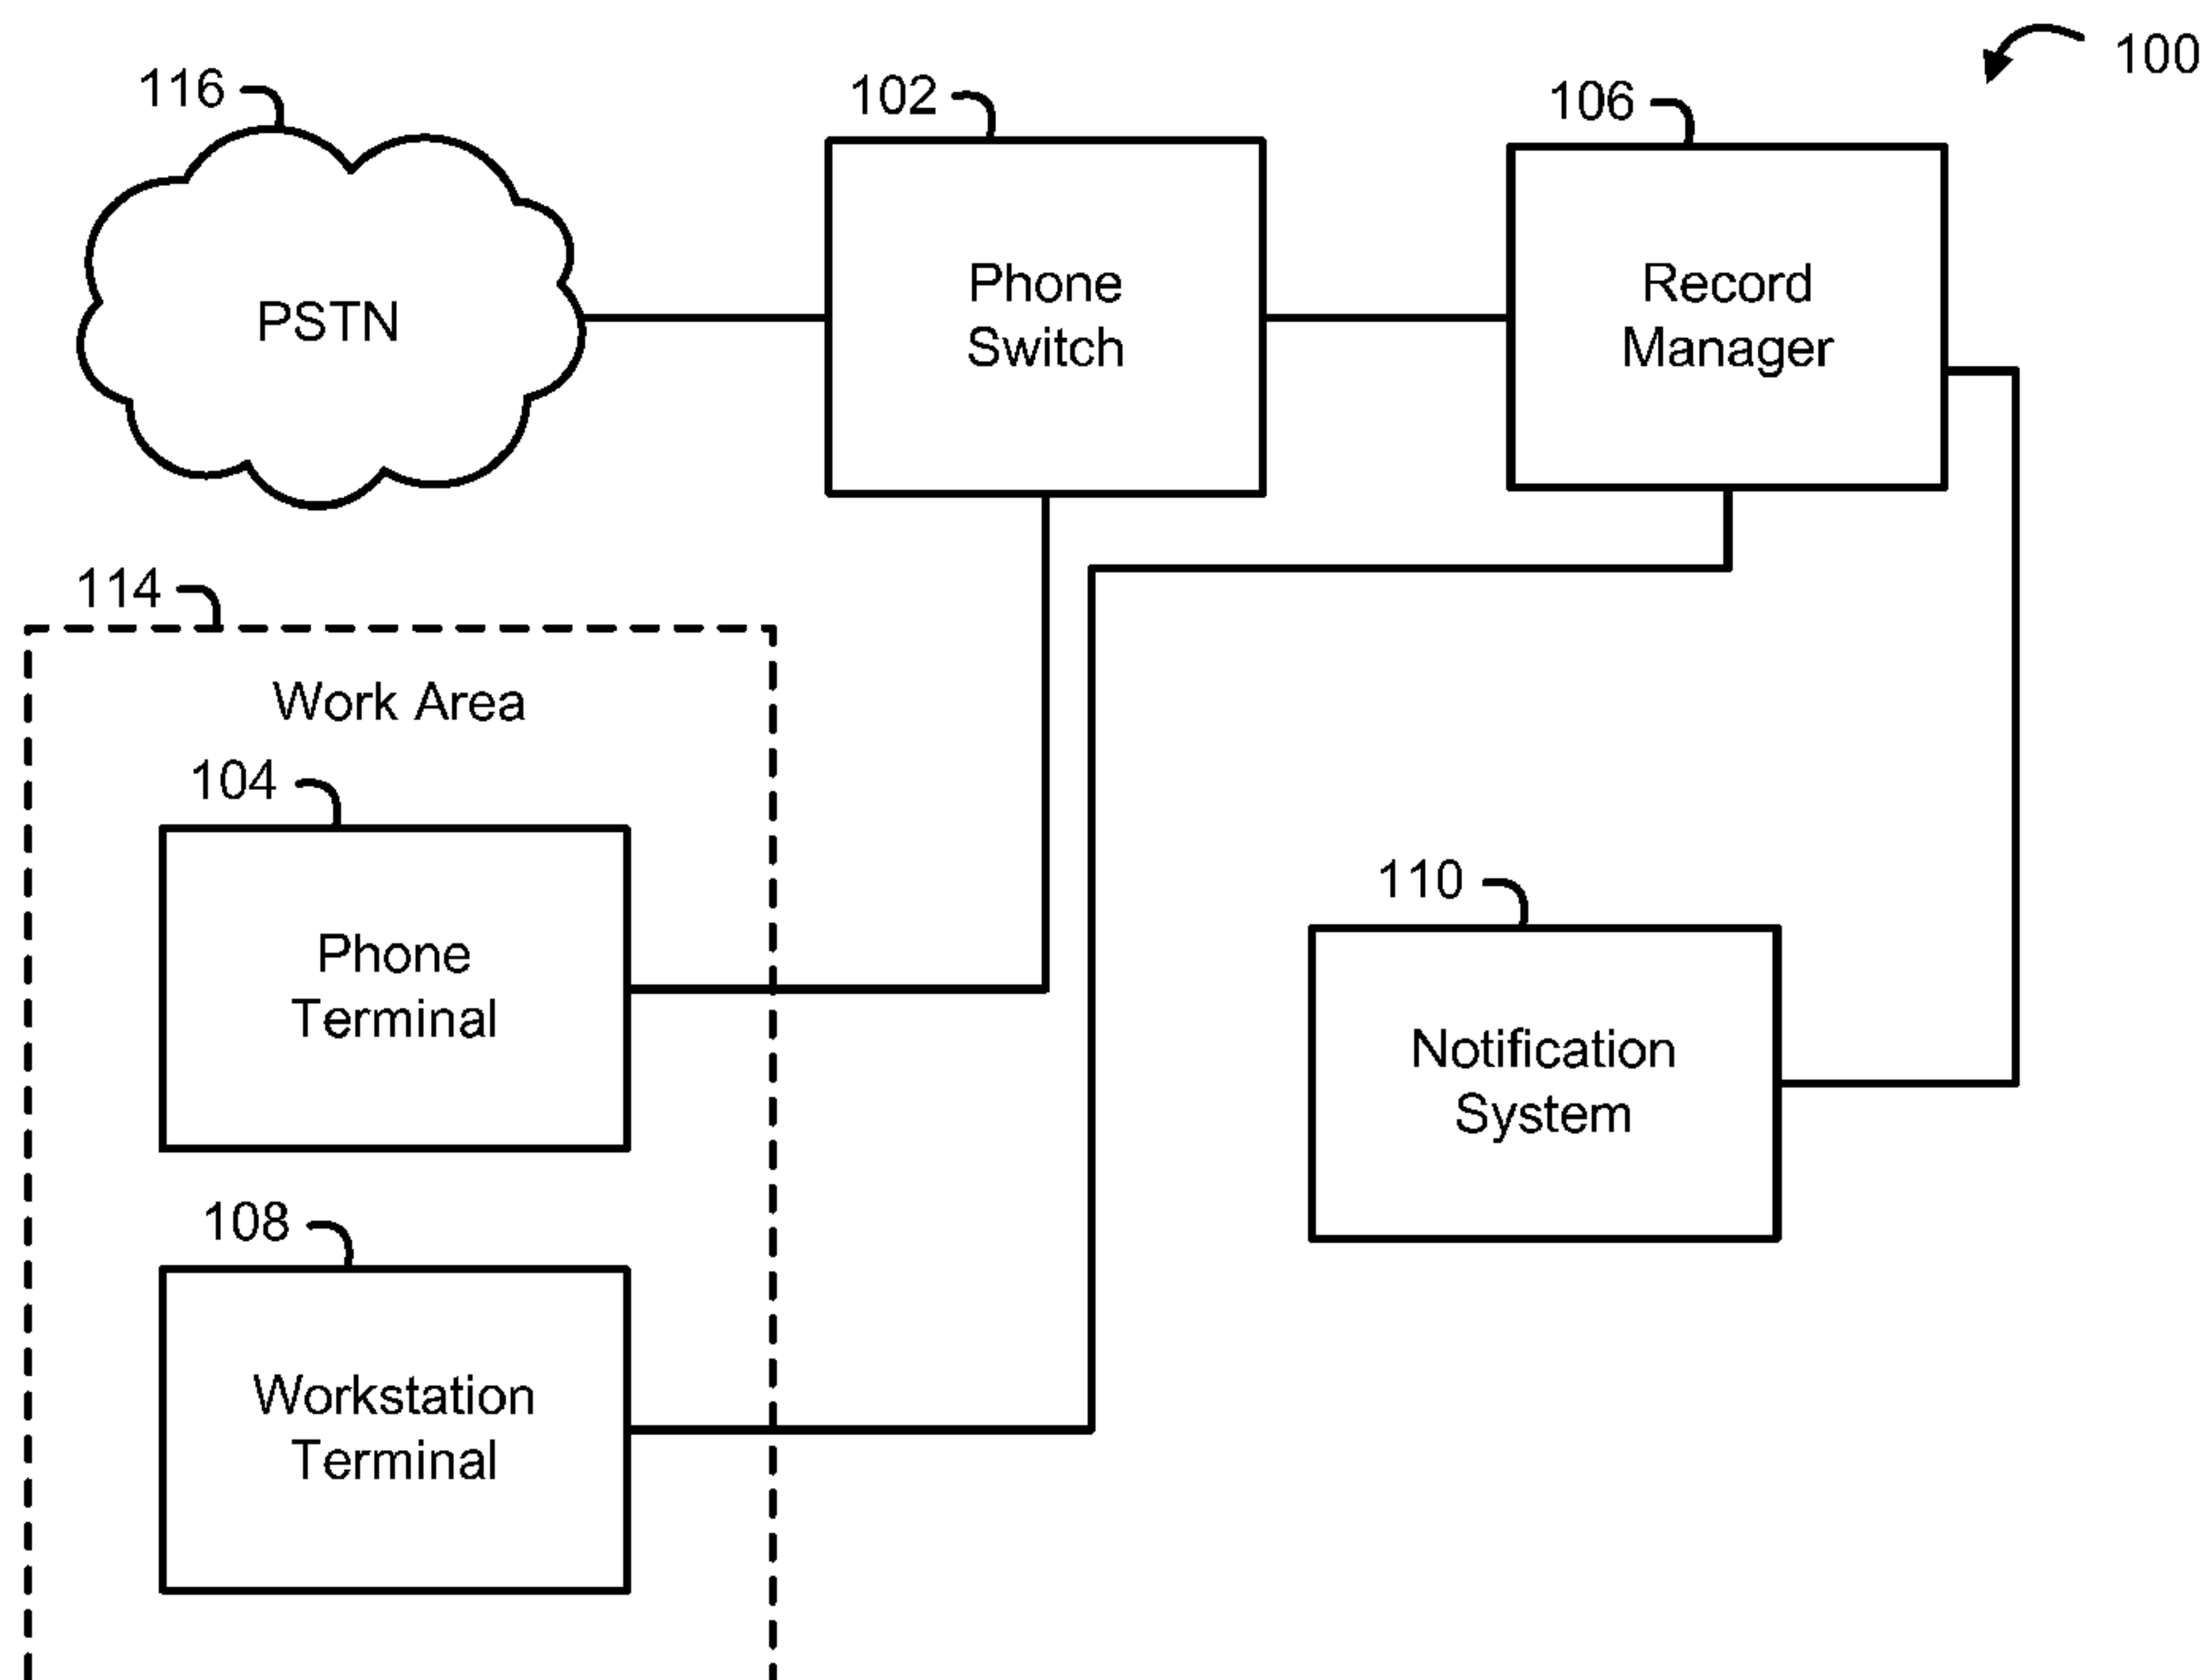 100
116
102
106
PSTN
Phone
Switch
Record
Manager
114
Work Area
104
Phone
Terminal
110
Notification
System
108
Workstation
Terminal